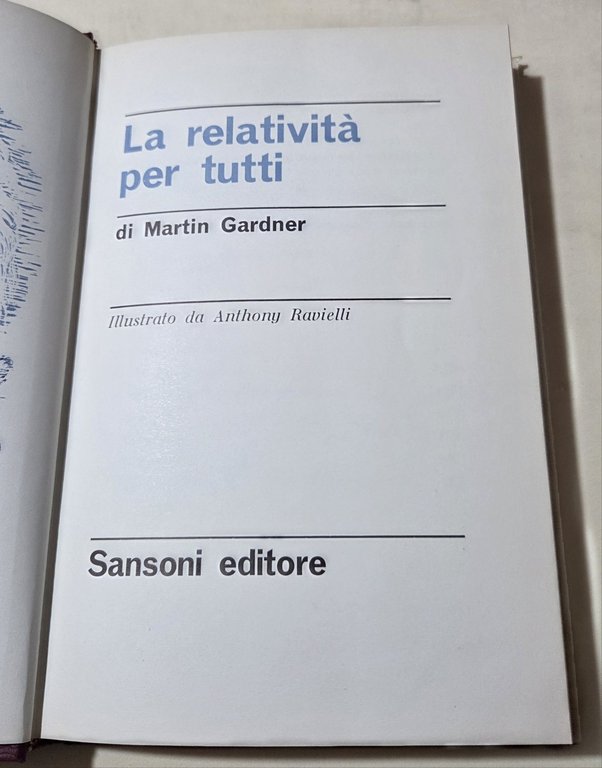 La relatività
per tutti
di Martin Gardner
Illustrato da Anthony Ravielli
Sansoni editore